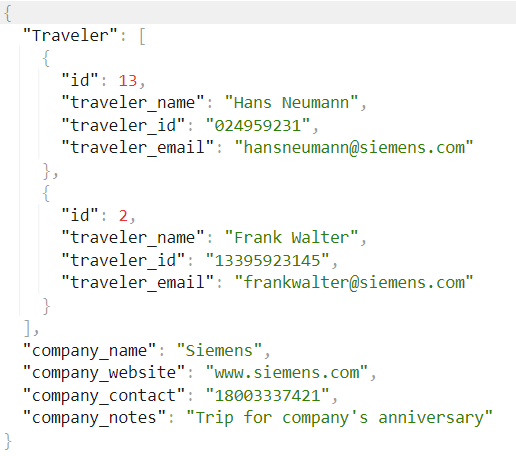 {
  "Traveler": [
    {
      "id": 13,
      "traveler_name": "Hans Neumann",
      "traveler_id": "024959231",
      "traveler_email": "hansneumann@siemens.com"
    },
    {
      "id": 2,
      "traveler_name": "Frank Walter",
      "traveler_id": "13395923145",
      "traveler_email": "frankwalter@siemens.com"
    }
  ],
  "company_name": "Siemens",
  "company_website": "www.siemens.com",
  "company_contact": "18003337421",
  "company_notes": "Trip for company's anniversary"
}